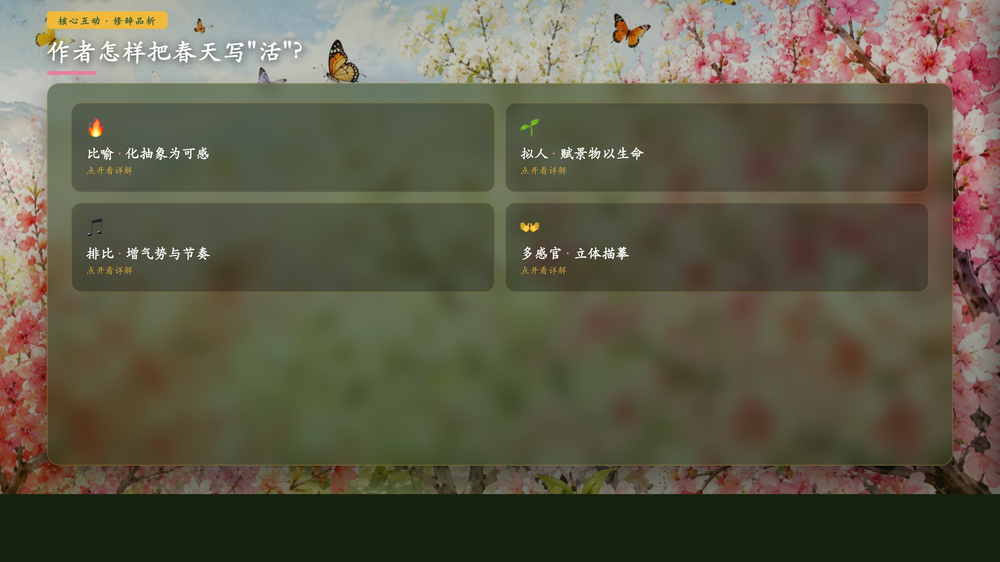 核心互动 · 修辞品析
作者怎样把春天写"活"?
比喻 · 化抽象为可感
点开看详解
拟人 · 赋景物以生命
点开看详解
排比 · 增气势与节奏
点开看详解
多感官 · 立体描摹
点开看详解